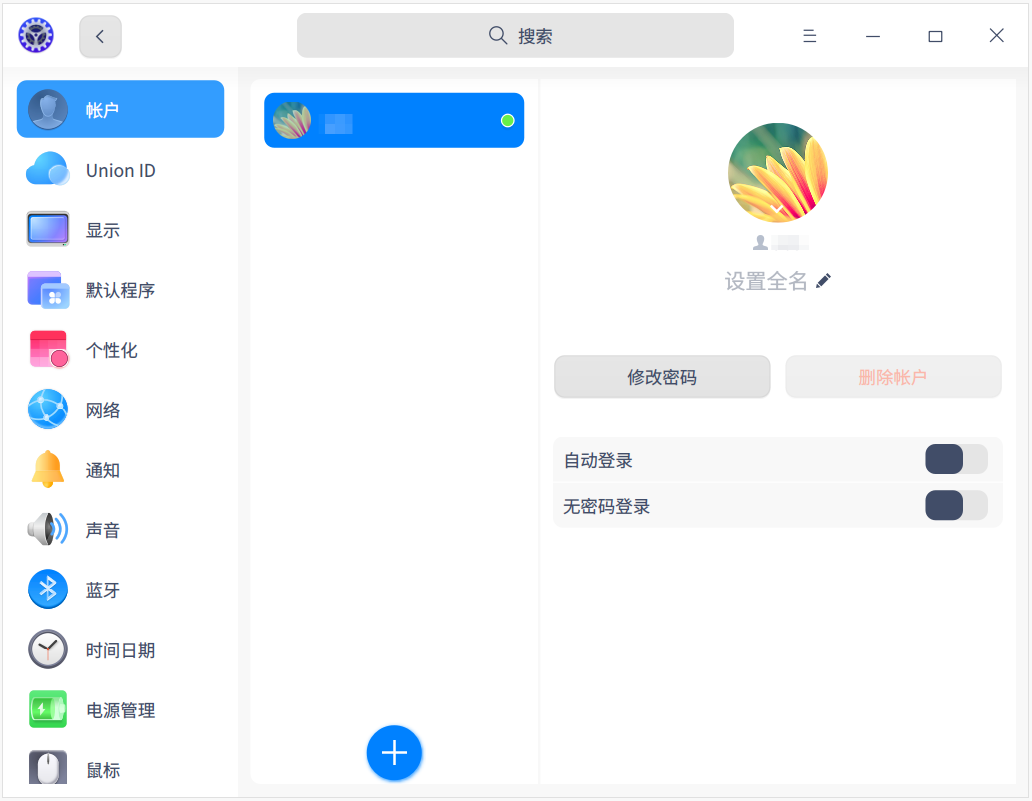 搜索
帐户
Union ID
显示
默认程序
个性化
网络
通知
声音
蓝牙
时间日期
电源管理
鼠标
设置全名
修改密码
删除帐户
自动登录
无密码登录